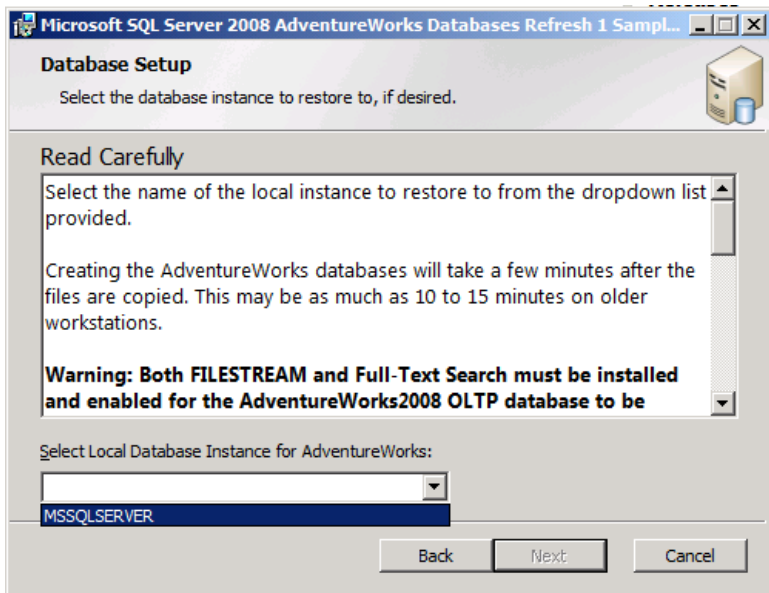 Microsoft SQL Server 2008 AdventureWorks Databases Refresh 1 Sampl...
Database Setup
Select the database instance to restore to, if desired.
Read Carefully
Select the name of the local instance to restore to from the dropdown list
provided.
Creating the AdventureWorks databases will take a few minutes after the
files are copied. This may be as much as 10 to 15 minutes on older
workstations.
Warning: Both FILESTREAM and Full-Text Search must be installed
and enabled for the AdventureWorks2008 OLTP database to be
Select Local Database Instance for AdventureWorks:
MSSQLSERVER
Back
Next
Cancel